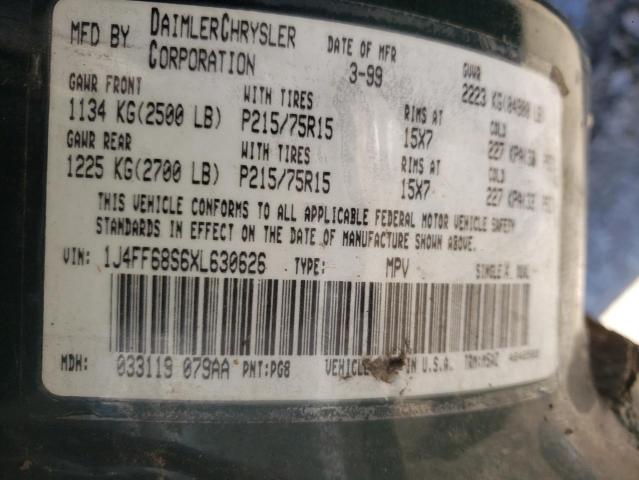 MFD BY DAIMLERCHRYSLER CORPORATION DATE OF MFR 3-99 GVWR 2223 KG(04900 LB)
GAWR FRONT WITH TIRES RIMS AT COLD
1134 KG(2500 LB) P215/75R15 15X7 227 KPA(33
GAWR REAR WITH TIRES RIMS AT COLD
1225 KG(2700 LB) P215/75R15 15X7 227 KPA(33
THIS VEHICLE CONFORMS TO ALL APPLICABLE FEDERAL MOTOR VEHICLE SAFETY
STANDARDS IN EFFECT ON THE DATE OF MANUFACTURE SHOWN ABOVE.
VIN: 1J4FF68S6XL630626 TYPE: MPV SINGLE X DUAL
MDH: 033119 079AA PNT:PG8 VEHICLE IN U.S.A.